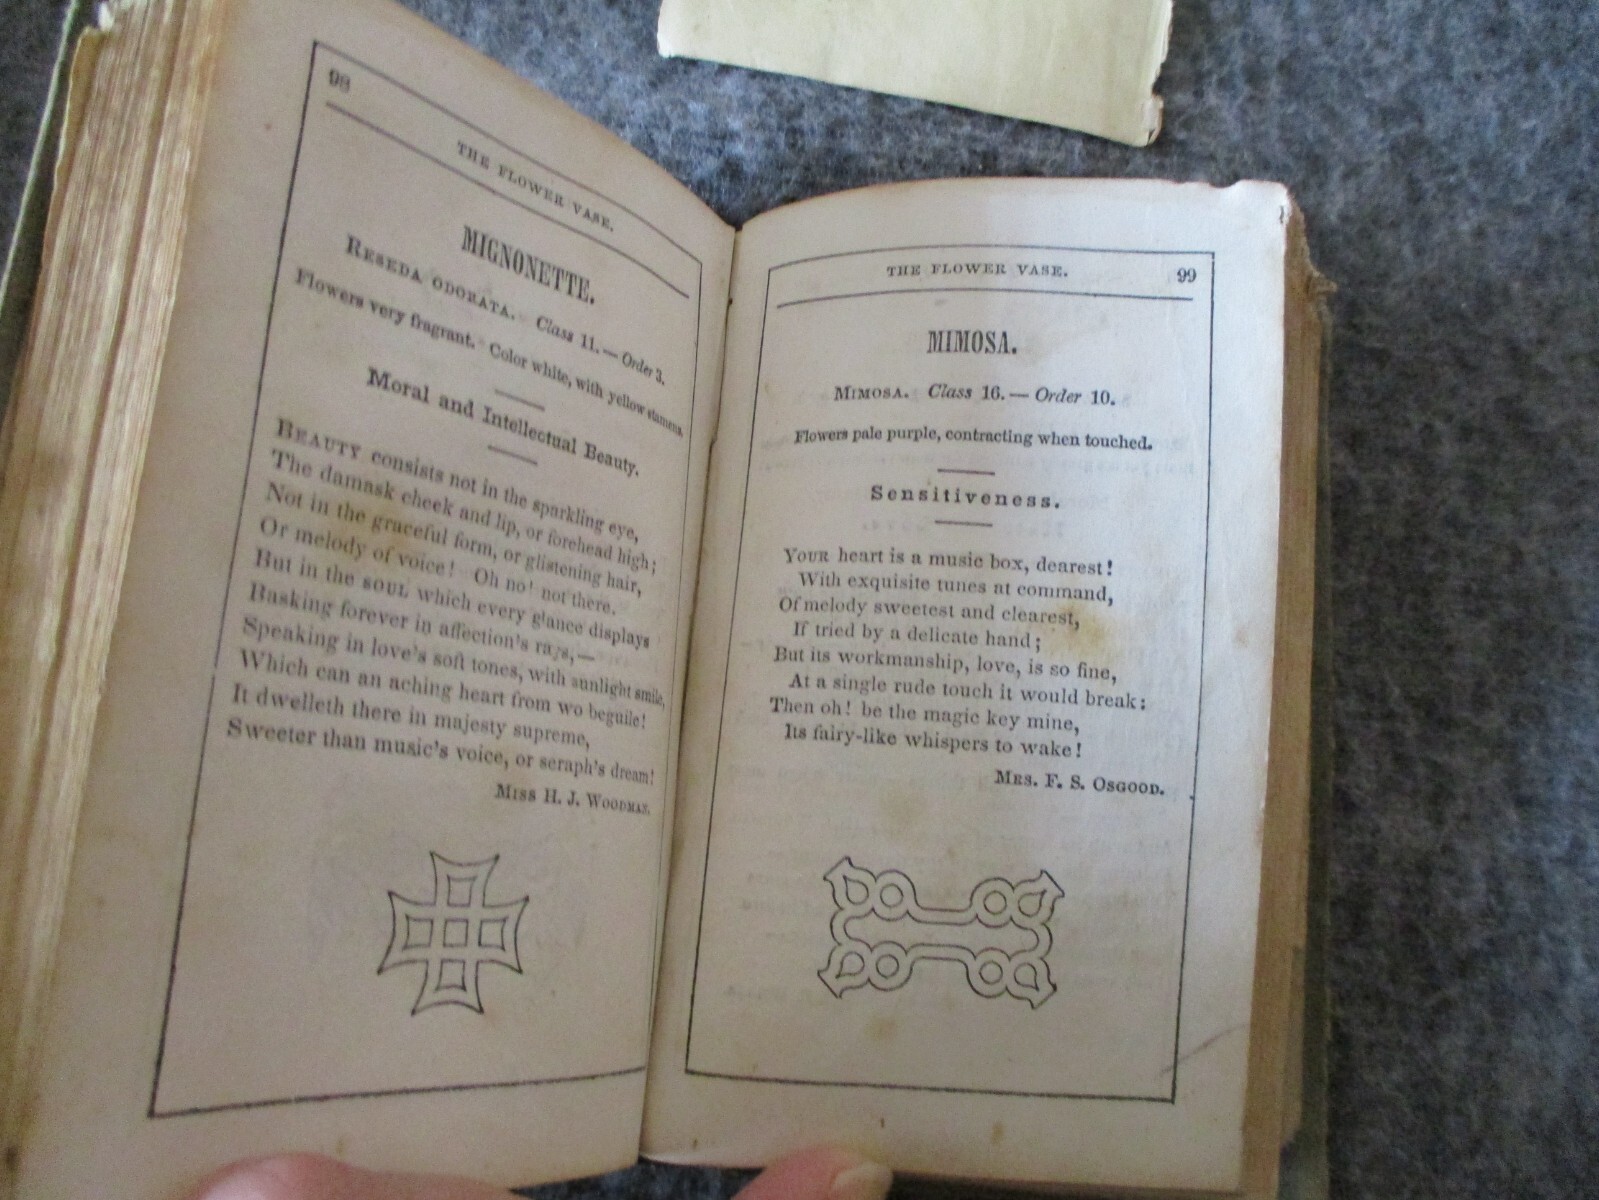 98
THE FLOWER VASE.
MIGNONETTE.
RESEDA ODORATA. Class 11.—Order 3.
Flowers very fragrant. Color white, with yellow stamens.
Moral and Intellectual Beauty.
BEAUTY consists not in the sparkling eye,
The damask cheek and lip, or forehead high;
Not in the graceful form, or glistening hair,
Or melody of voice! Oh no! not there.
But in the SOUL which every glance displays
Basking forever in affection's rays,—
Speaking in love's soft tones, with sunlight smile,
Which can an aching heart from wo beguile!
It dwelleth there in majesty supreme,
Sweeter than music's voice, or seraph's dream!
MISS H. J. WOODMAN.
THE FLOWER VASE. 99
MIMOSA.
MIMOSA. Class 16.—Order 10.
Flowers pale purple, contracting when touched.
Sensitiveness.
YOUR heart is a music box, dearest!
With exquisite tunes at command,
Of melody sweetest and clearest,
If tried by a delicate hand;
But its workmanship, love, is so fine,
At a single rude touch it would break:
Then oh! be the magic key mine,
Its fairy-like whispers to wake!
MRS. F. S. OSGOOD.